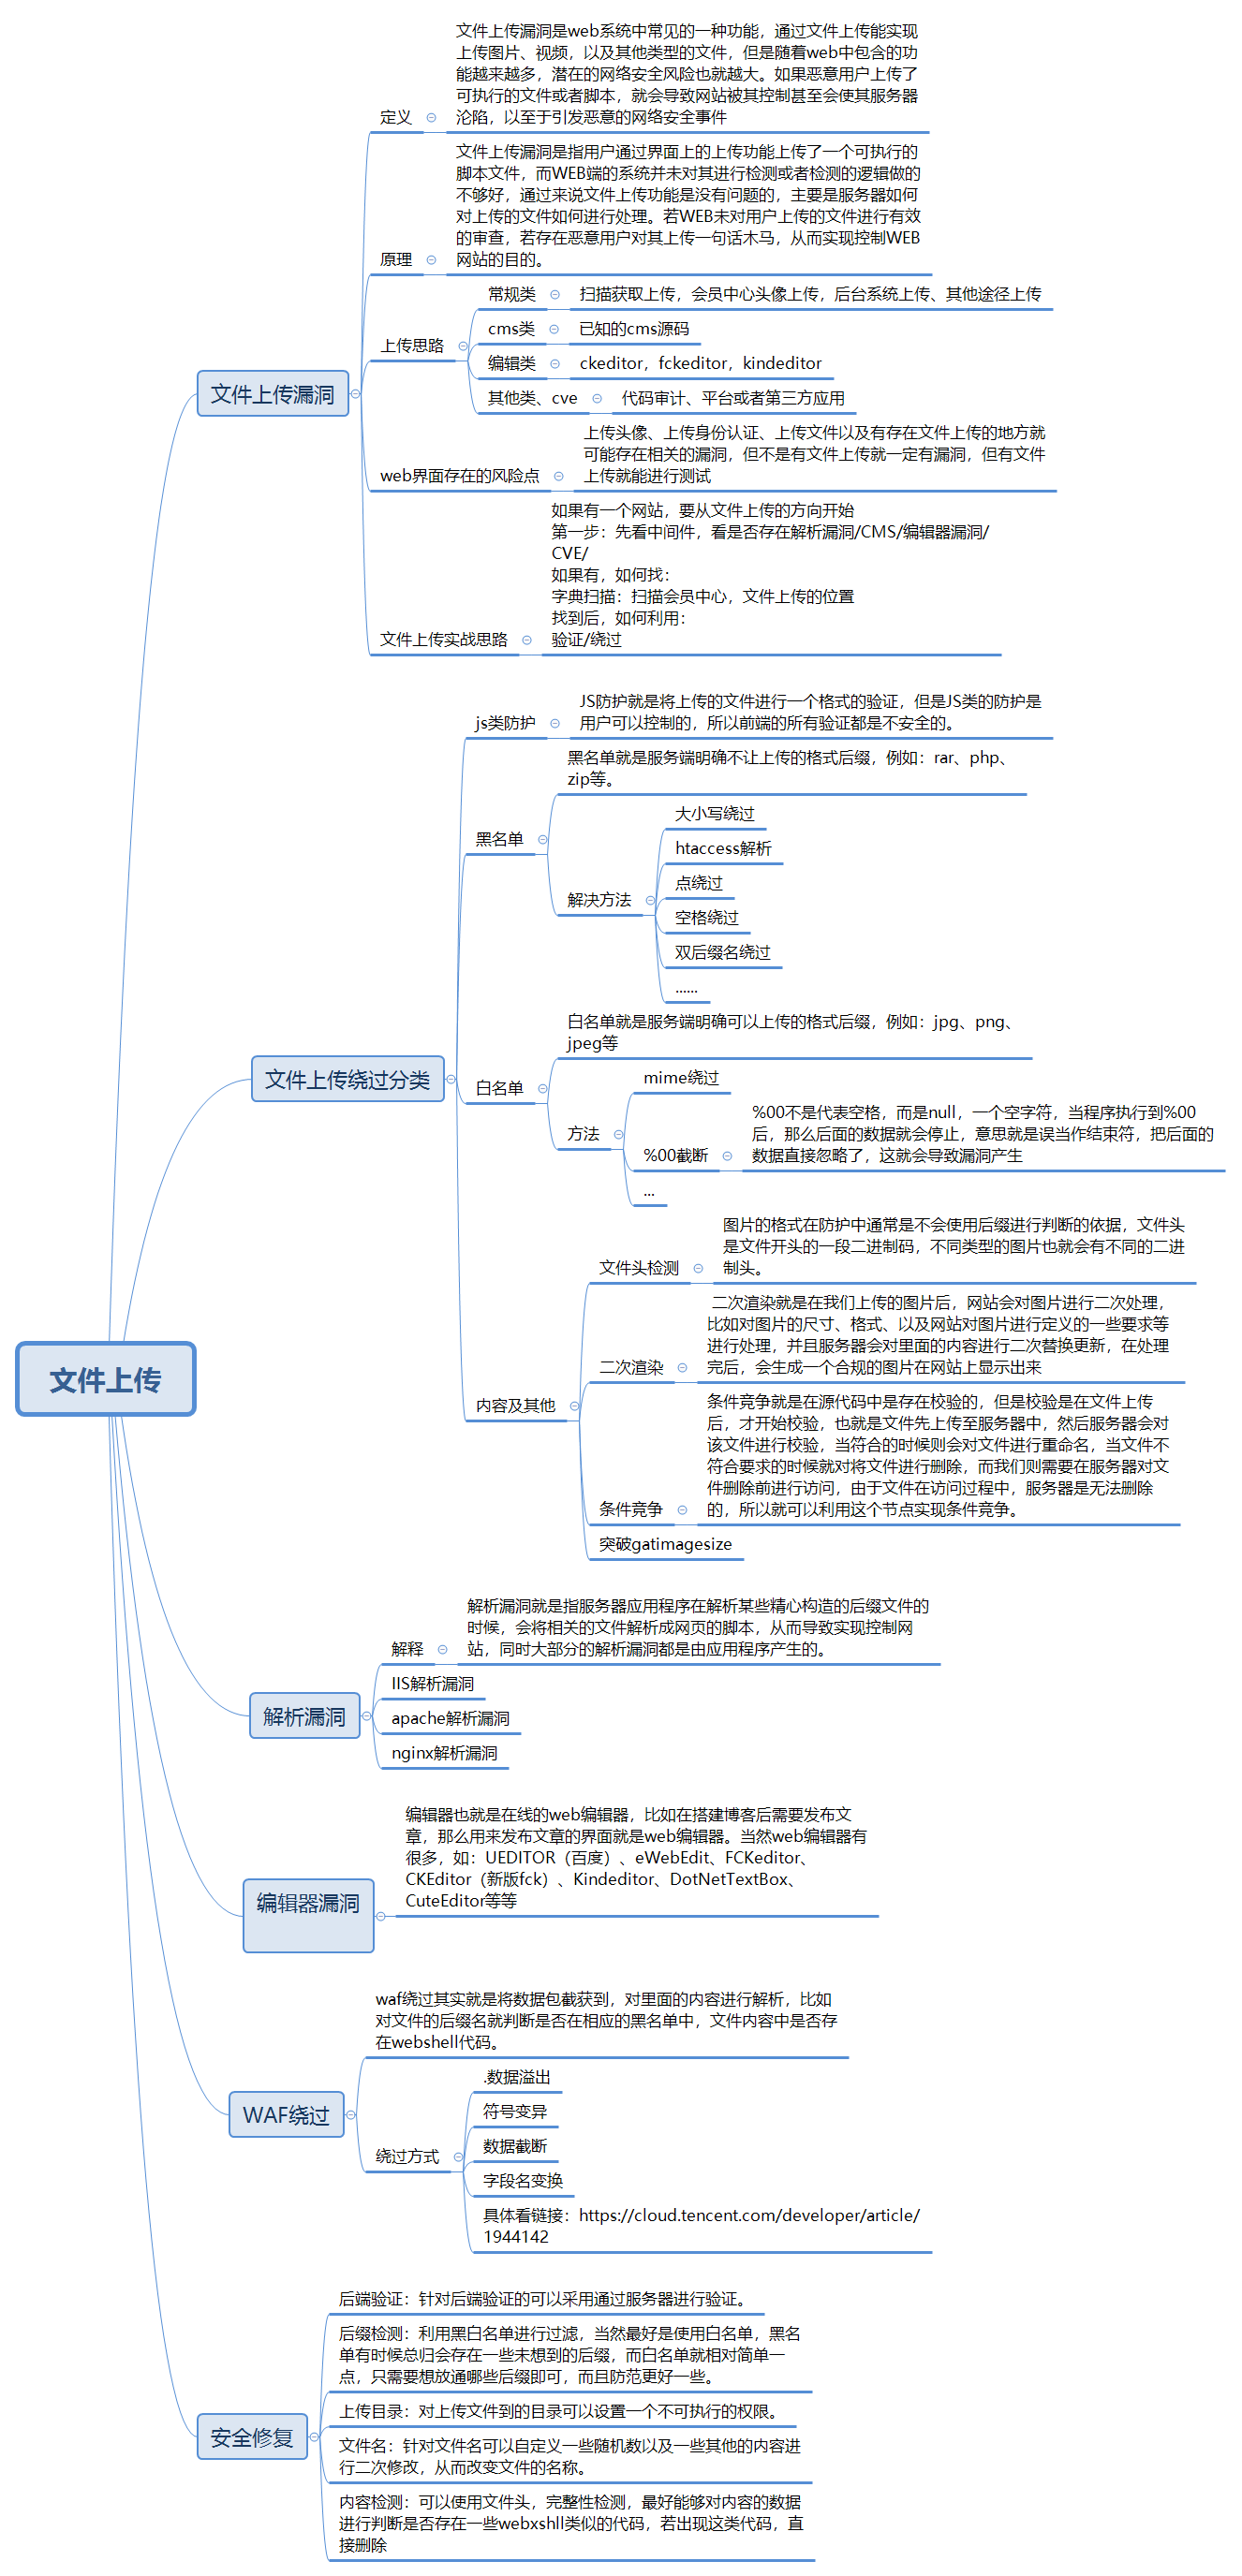 文件上传
文件上传漏洞
定义
文件上传漏洞是web系统中常见的一种功能，通过文件上传能实现
上传图片、视频，以及其他类型的文件，但是随着web中包含的功
能越来越多，潜在的网络安全风险也就越大。如果恶意用户上传了
可执行的文件或者脚本，就会导致网站被其控制甚至会使其服务器
沦陷，以至于引发恶意的网络安全事件
原理
文件上传漏洞是指用户通过界面上的上传功能上传了一个可执行的
脚本文件，而WEB端的系统并未对其进行检测或者检测的逻辑做的
不够好，通过来说文件上传功能是没有问题的，主要是服务器如何
对上传的文件如何进行处理。若WEB未对用户上传的文件进行有效
的审查，若存在恶意用户对其上传一句话木马，从而实现控制WEB
网站的目的。
上传思路
常规类
扫描获取上传，会员中心头像上传，后台系统上传、其他途径上传
cms类
已知的cms源码
编辑类
ckeditor，fckeditor，kindeditor
其他类、cve
代码审计、平台或者第三方应用
web界面存在的风险点
上传头像、上传身份认证、上传文件以及有存在文件上传的地方就
可能存在相关的漏洞，但不是有文件上传就一定有漏洞，但有文件
上传就能进行测试
文件上传实战思路
如果有一个网站，要从文件上传的方向开始
第一步：先看中间件，看是否存在解析漏洞/CMS/编辑器漏洞/
CVE/
如果有，如何找：
字典扫描：扫描会员中心，文件上传的位置
找到后，如何利用：
验证/绕过
文件上传绕过分类
js类防护
JS防护就是将上传的文件进行一个格式的验证，但是JS类的防护是
用户可以控制的，所以前端的所有验证都是不安全的。
黑名单
黑名单就是服务端明确不让上传的格式后缀，例如：rar、php、
zip等。
解决方法
大小写绕过
htaccess解析
点绕过
空格绕过
双后缀名绕过
......
白名单
白名单就是服务端明确可以上传的格式后缀，例如：jpg、png、
jpeg等
方法
mime绕过
%00截断
%00不是代表空格，而是null，一个空字符，当程序执行到%00
后，那么后面的数据就会停止，意思就是误当作结束符，把后面的
数据直接忽略了，这就会导致漏洞产生
...
内容及其他
文件头检测
图片的格式在防护中通常是不会使用后缀进行判断的依据，文件头
是文件开头的一段二进制码，不同类型的图片也就会有不同的二进
制头。
二次渲染
二次渲染就是在我们上传的图片后，网站会对图片进行二次处理，
比如对图片的尺寸、格式、以及网站对图片进行定义的一些要求等
进行处理，并且服务器会对里面的内容进行二次替换更新，在处理
完后，会生成一个合规的图片在网站上显示出来
条件竞争
条件竞争就是在源代码中是存在校验的，但是校验是在文件上传
后，才开始校验，也就是文件先上传至服务器中，然后服务器会对
该文件进行校验，当符合的时候则会对文件进行重命名，当文件不
符合要求的时候就对将文件进行删除，而我们则需要在服务器对文
件删除前进行访问，由于文件在访问过程中，服务器是无法删除
的，所以就可以利用这个节点实现条件竞争。
突破gatimagesize
解析漏洞
解释
解析漏洞就是指服务器应用程序在解析某些精心构造的后缀文件的
时候，会将相关的文件解析成网页的脚本，从而导致实现控制网
站，同时大部分的解析漏洞都是由应用程序产生的。
IIS解析漏洞
apache解析漏洞
nginx解析漏洞
编辑器漏洞
编辑器也就是在线的web编辑器，比如在搭建博客后需要发布文
章，那么用来发布文章的界面就是web编辑器。当然web编辑器有
很多，如：UEDITOR（百度）、eWebEdit、FCKeditor、
CKEditor（新版fck）、Kindeditor、DotNetTextBox、
CuteEditor等等
WAF绕过
waf绕过其实就是将数据包截获到，对里面的内容进行解析，比如
对文件的后缀名就判断是否在相应的黑名单中，文件内容中是否存
在webshell代码。
绕过方式
.数据溢出
符号变异
数据截断
字段名变换
具体看链接：https://cloud.tencent.com/developer/article/
1944142
安全修复
后端验证：针对后端验证的可以采用通过服务器进行验证。
后缀检测：利用黑白名单进行过滤，当然最好是使用白名单，黑名
单有时候总归会存在一些未想到的后缀，而白名单就相对简单一
点，只需要想放通哪些后缀即可，而且防范更好一些。
上传目录：对上传文件到的目录可以设置一个不可执行的权限。
文件名：针对文件名可以自定义一些随机数以及一些其他的内容进
行二次修改，从而改变文件的名称。
内容检测：可以使用文件头，完整性检测，最好能够对内容的数据
进行判断是否存在一些webxshll类似的代码，若出现这类代码，直
接删除